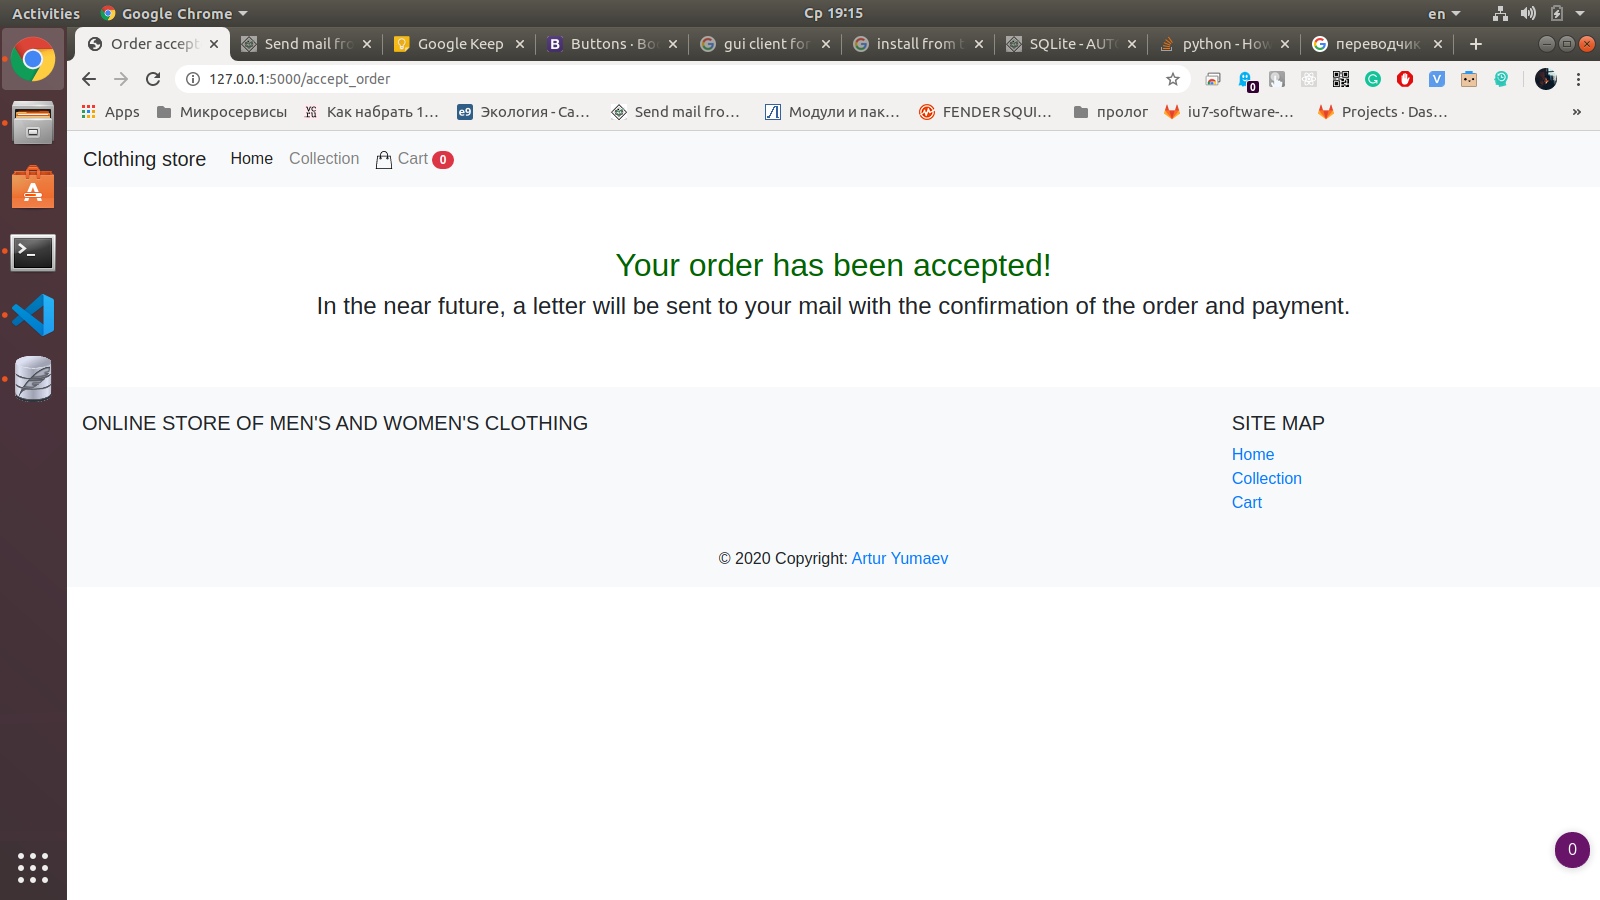 Activities Google Chrome Ср 19:15 en
Order accept Send mail fro Google Keep Buttons · Bo gui client for install from t SQLite - AUT python - How переводчик
127.0.0.1:5000/accept_order
Apps Микросервисы Как набрать 1... Экология - Са... Send mail fro... Модули и пак... FENDER SQUI... пролог iu7-software-... Projects · Das... »
Clothing store Home Collection Cart 0
Your order has been accepted!
In the near future, a letter will be sent to your mail with the confirmation of the order and payment.
ONLINE STORE OF MEN'S AND WOMEN'S CLOTHING SITE MAP
Home
Collection
Cart
© 2020 Copyright: Artur Yumaev
0